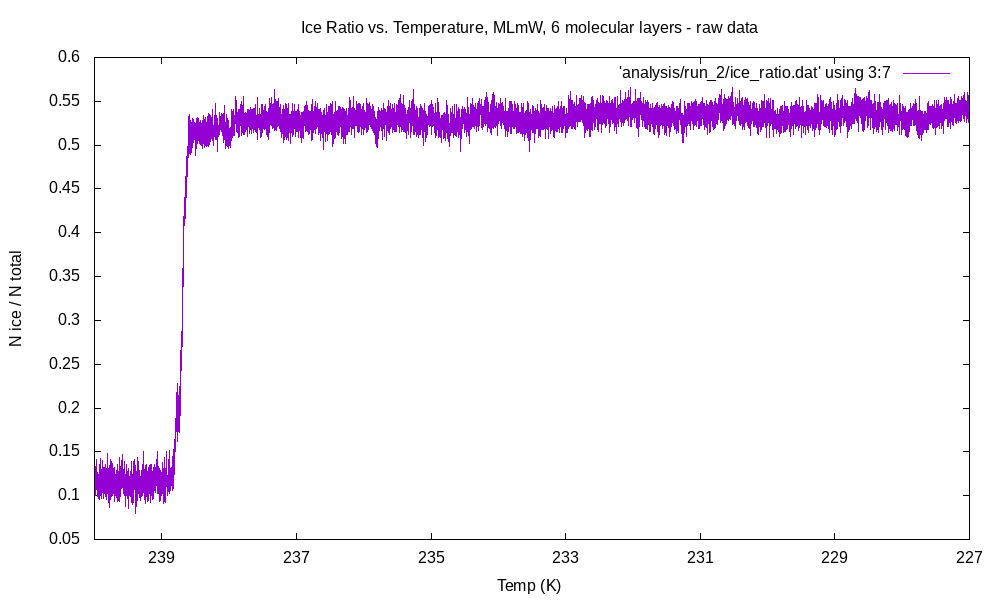 Ice Ratio vs. Temperature, MLmW, 6 molecular layers - raw data
'analysis/run_2/ice_ratio.dat' using 3:7
0.6
0.55
0.5
0.45
0.4
0.35
0.3
0.25
0.2
0.15
0.1
0.05
N ice / N total
239 237 235 233 231 229 227
Temp (K)